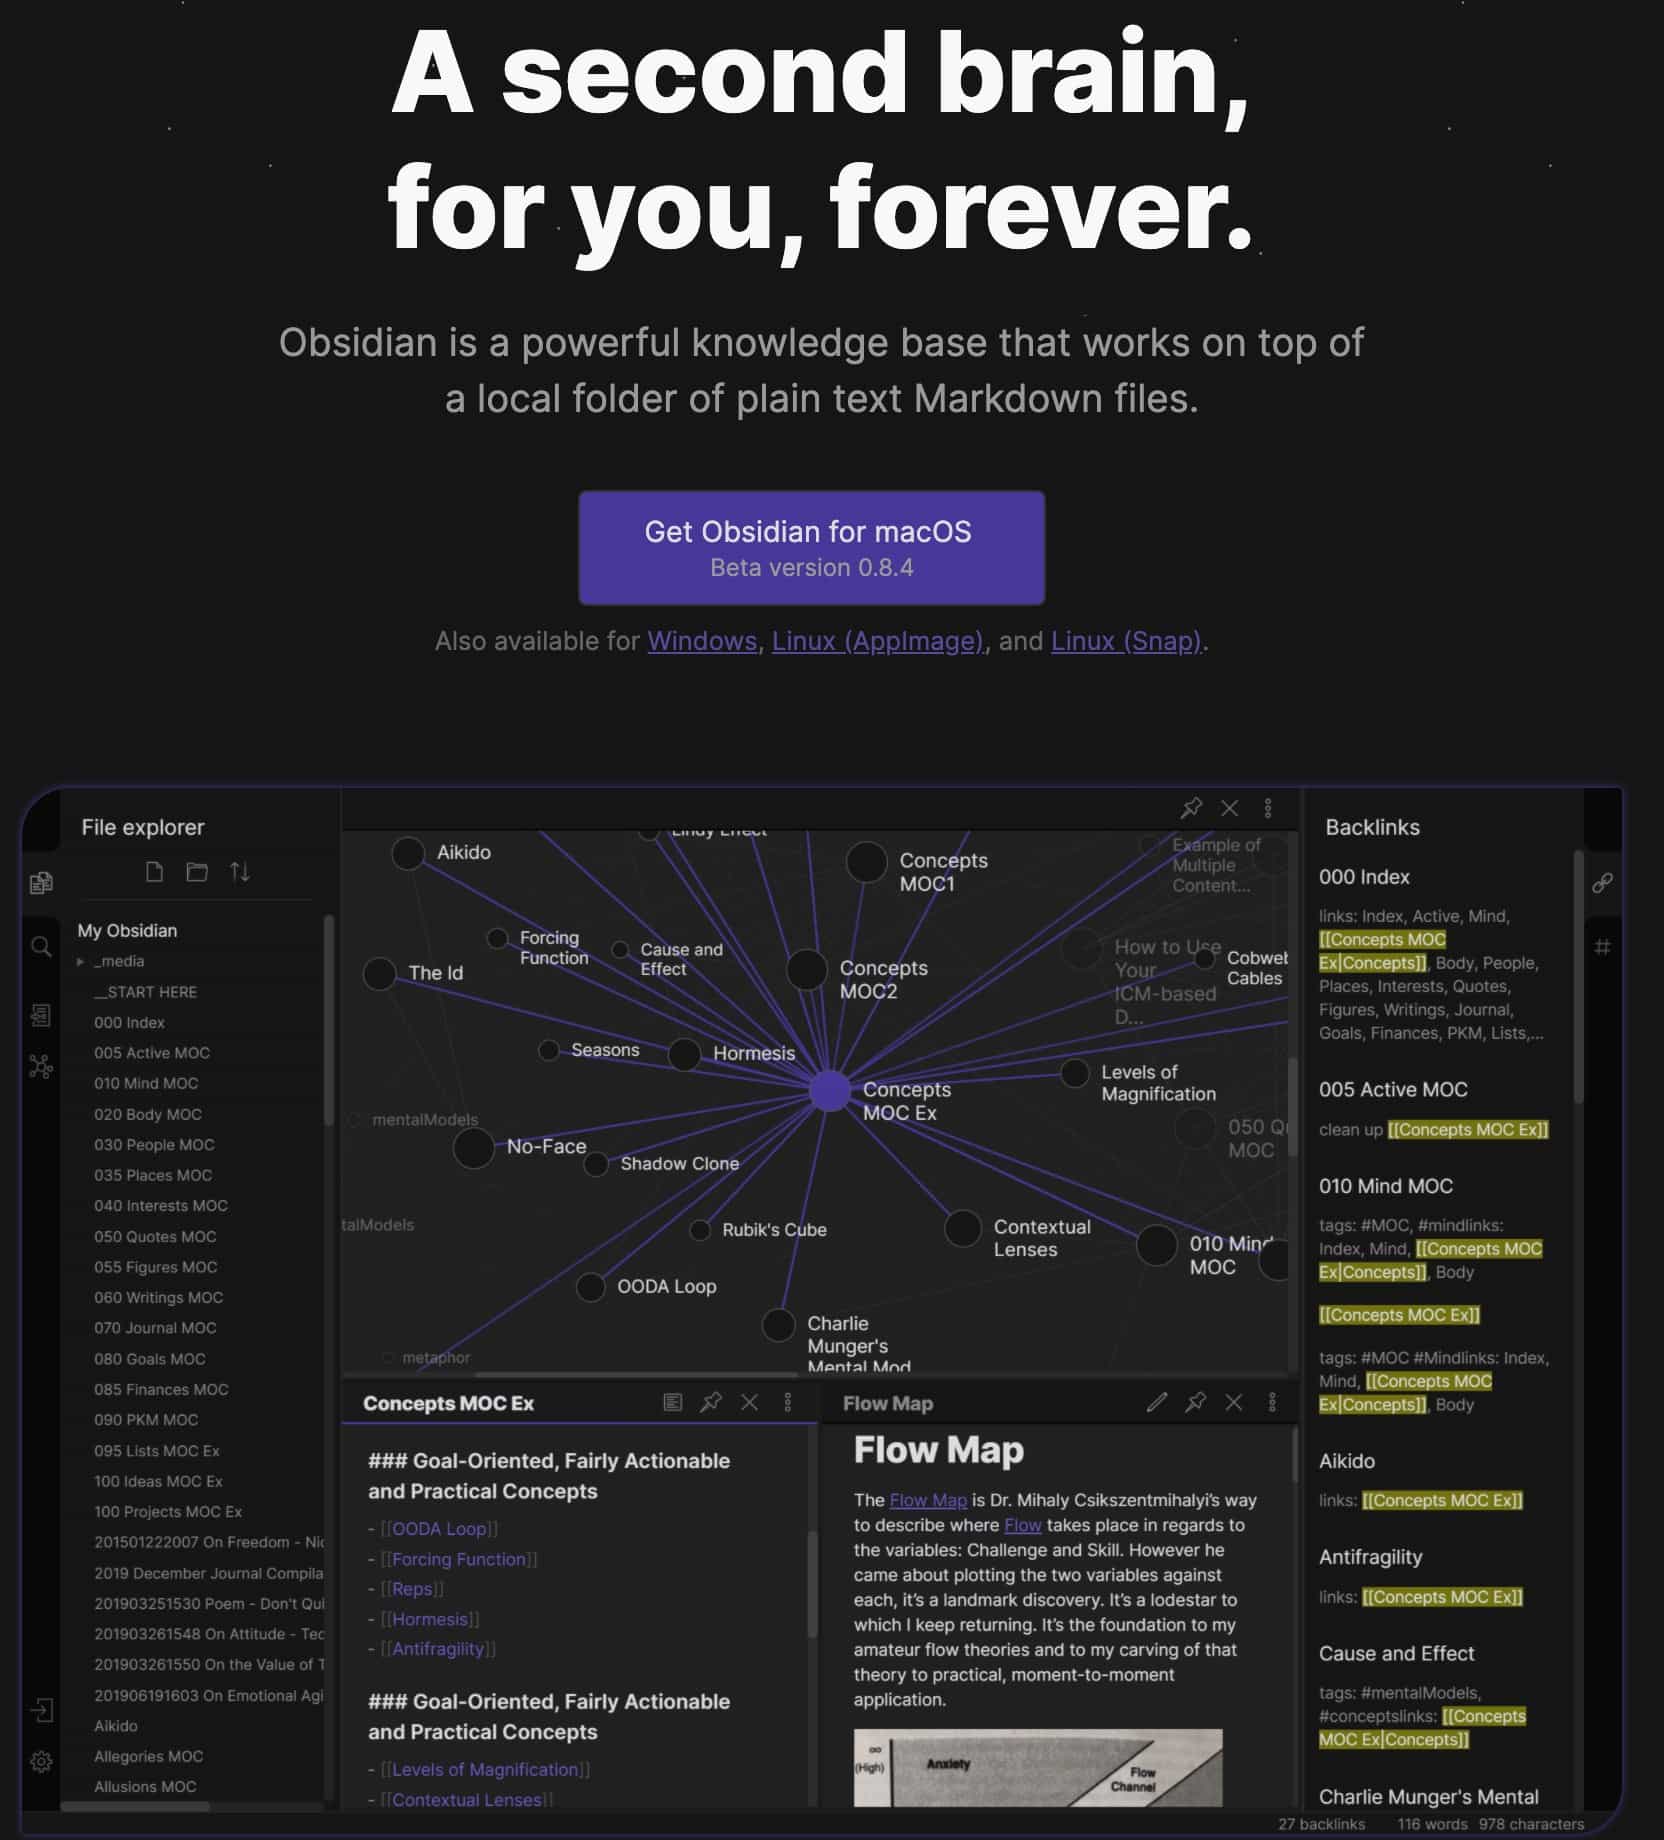 A second brain,
for you, forever.
Obsidian is a powerful knowledge base that works on top of
a local folder of plain text Markdown files.
Get Obsidian for macOS
Beta version 0.8.4
Also available for Windows, Linux (AppImage), and Linux (Snap).
File explorer
My Obsidian
_media
__START HERE
000 Index
005 Active MOC
010 Mind MOC
020 Body MOC
030 People MOC
035 Places MOC
040 Interests MOC
050 Quotes MOC
055 Figures MOC
060 Writings MOC
070 Journal MOC
080 Goals MOC
085 Finances MOC
090 PKM MOC
095 Lists MOC Ex
100 Ideas MOC Ex
100 Projects MOC Ex
201501222007 On Freedom - Nic
2019 December Journal Compila
201903251530 Poem - Don't Qui
201903261548 On Attitude - Tec
201903261550 On the Value of T
201906191603 On Emotional Agi
Aikido
Allegories MOC
Allusions MOC
Lindy Effect
Aikido
Concepts
MOC1
Example of
Multiple
Content...
Forcing
Function
Cause and
Effect
The Id
Concepts
MOC2
How to Use
Your
ICM-based
D...
Cobweb
Cables
Seasons
Hormesis
Concepts
MOC Ex
Levels of
Magnification
mentalModels
No-Face
Shadow Clone
050 Qu
MOC
talModels
Rubik's Cube
Contextual
Lenses
010 Mind
MOC
OODA Loop
Charlie
Munger's
Mental Mod
metaphor
Concepts MOC Ex
### Goal-Oriented, Fairly Actionable
and Practical Concepts
- [[OODA Loop]]
- [[Forcing Function]]
- [[Reps]]
- [[Hormesis]]
- [[Antifragility]]
### Goal-Oriented, Fairly Actionable
and Practical Concepts
- [[Levels of Magnification]]
- [[Contextual Lenses]]
Flow Map
Flow Map
The Flow Map is Dr. Mihaly Csikszentmihalyi's way
to describe where Flow takes place in regards to
the variables: Challenge and Skill. However he
came about plotting the two variables against
each, it's a landmark discovery. It's a lodestar to
which I keep returning. It's the foundation to my
amateur flow theories and to my carving of that
theory to practical, moment-to-moment
application.
∞
(High)
Anxiety
Flow
Channel
Backlinks
000 Index
links: Index, Active, Mind,
[[Concepts MOC
Ex|Concepts]], Body, People,
Places, Interests, Quotes,
Figures, Writings, Journal,
Goals, Finances, PKM, Lists,...
005 Active MOC
clean up [[Concepts MOC Ex]]
010 Mind MOC
tags: #MOC, #mindlinks:
Index, Mind, [[Concepts MOC
Ex|Concepts]], Body
[[Concepts MOC Ex]]
tags: #MOC #Mindlinks: Index,
Mind, [[Concepts MOC
Ex|Concepts]], Body
Aikido
links: [[Concepts MOC Ex]]
Antifragility
links: [[Concepts MOC Ex]]
Cause and Effect
tags: #mentalModels,
#conceptslinks: [[Concepts
MOC Ex|Concepts]]
Charlie Munger's Mental
27 backlinks 116 words 978 characters